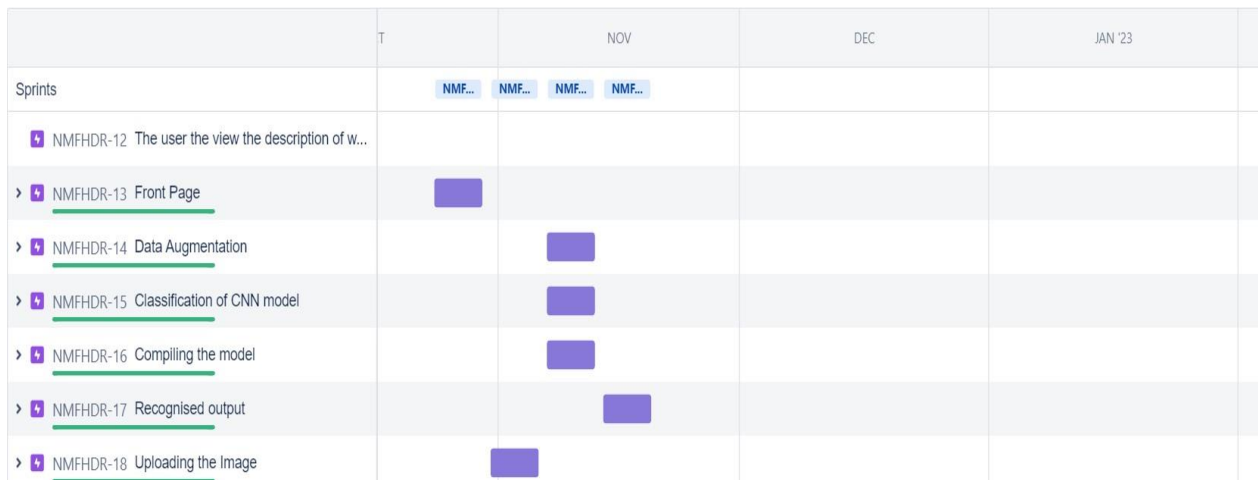 T NOV DEC JAN '23
Sprints NMF... NMF... NMF... NMF...
NMFHDR-12 The user the view the description of w...
NMFHDR-13 Front Page
NMFHDR-14 Data Augmentation
NMFHDR-15 Classification of CNN model
NMFHDR-16 Compiling the model
NMFHDR-17 Recognised output
NMFHDR-18 Uploading the Image